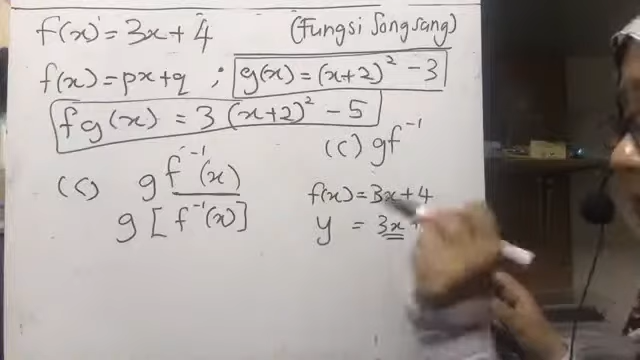 f(x) = 3x + 4 (Fungsi Songsang)
f(x) = px + q ; g(x) = (x+2)² - 3
fg(x) = 3(x+2)² - 5
(c) gf⁻¹
(c) gf⁻¹(x)
g[f⁻¹(x)]
f(x) = 3x + 4
y = 3x